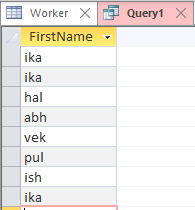 Worker Query1
FirstName
ika
ika
hal
abh
vek
pul
ish
ika